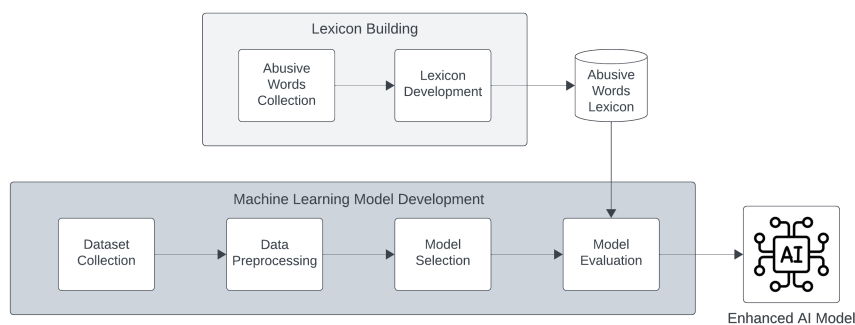 Lexicon Building
Abusive
Words
Collection
Lexicon
Development
Abusive
Words
Lexicon
Machine Learning Model Development
Dataset
Collection
Data
Preprocessing
Model
Selection
Model
Evaluation
AI
Enhanced AI Model